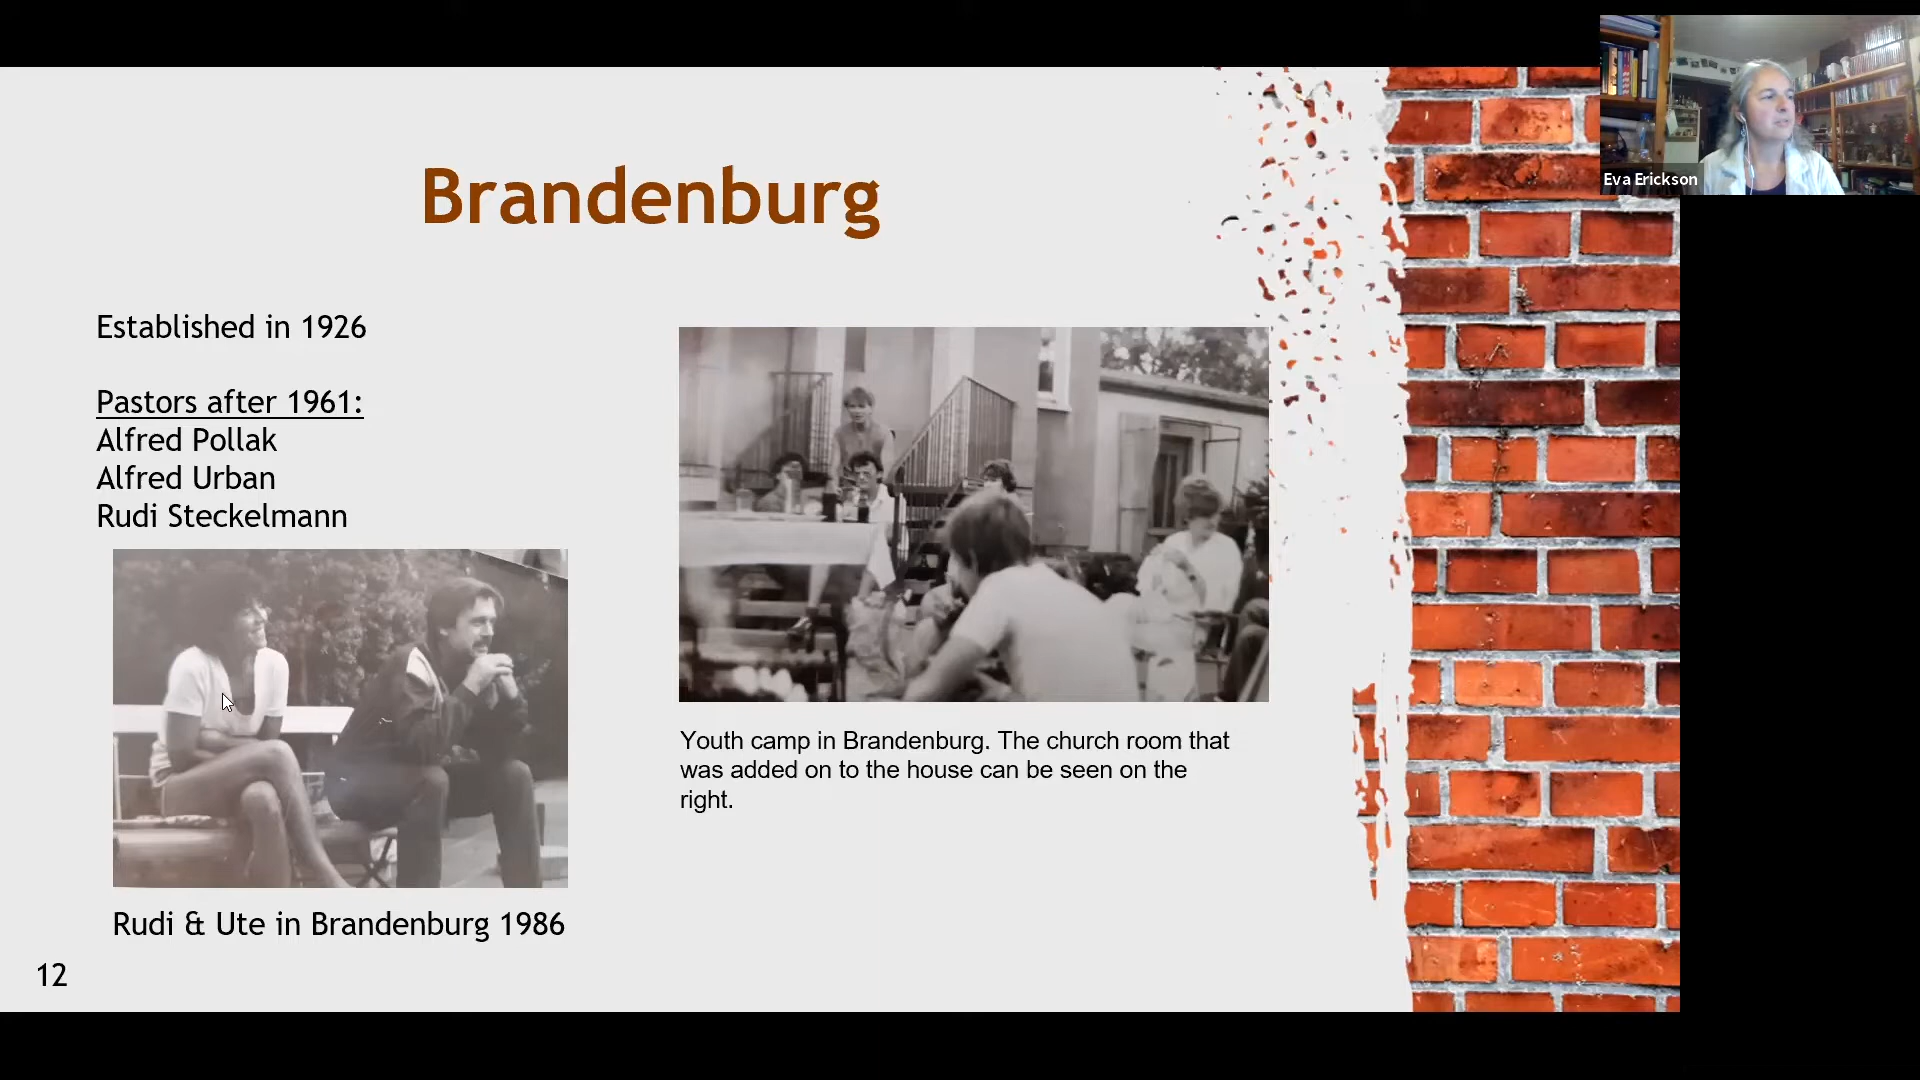 Brandenburg
Eva Erickson
Established in 1926
Pastors after 1961:
Alfred Pollak
Alfred Urban
Rudi Steckelmann
Youth camp in Brandenburg. The church room that
was added on to the house can be seen on the
right.
Rudi & Ute in Brandenburg 1986
12